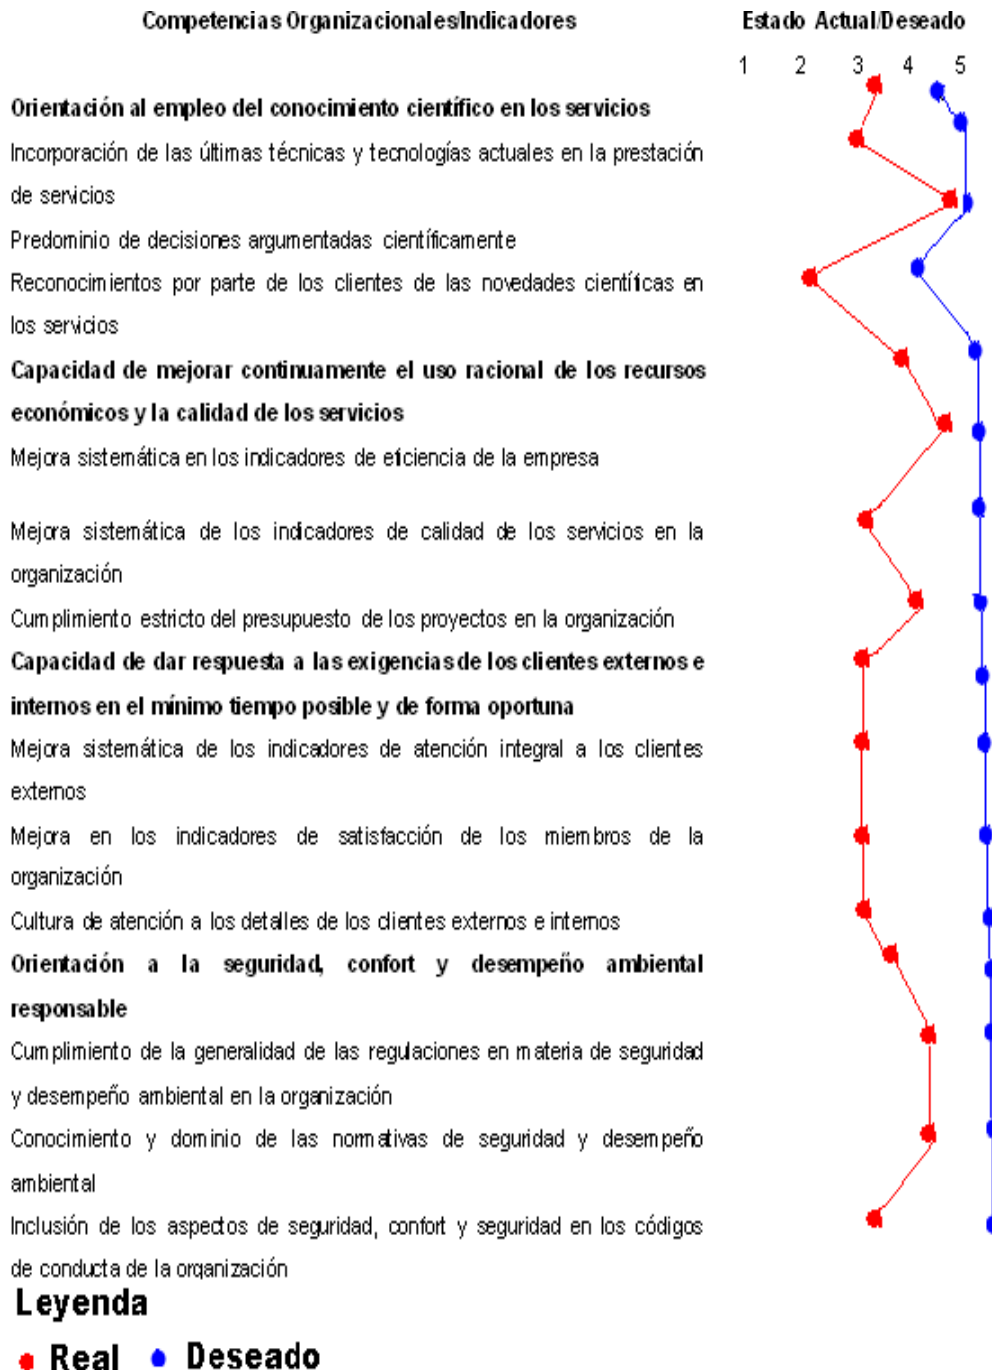 Competencias Organizacionales/Indicadores Estado Actual/Deseado
1 2 3 4 5
Orientación al empleo del conocimiento científico en los servicios
Incorporación de las últimas técnicas y tecnologías actuales en la prestación
de servicios
Predominio de decisiones argumentadas científicamente
Reconocimientos por parte de los clientes de las novedades científicas en
los servicios
Capacidad de mejorar continuamente el uso racional de los recursos
económicos y la calidad de los servicios
Mejora sistemática en los indicadores de eficiencia de la empresa
Mejora sistemática de los indicadores de calidad de los servicios en la
organización
Cumplimiento estricto del presupuesto de los proyectos en la organización
Capacidad de dar respuesta a las exigencias de los clientes externos e
internos en el mínimo tiempo posible y de forma oportuna
Mejora sistemática de los indicadores de atención integral a los clientes
externos
Mejora en los indicadores de satisfacción de los miembros de la
organización
Cultura de atención a los detalles de los clientes externos e internos
Orientación a la seguridad, confort y desempeño ambiental
responsable
Cumplimiento de la generalidad de las regulaciones en materia de seguridad
y desempeño ambiental en la organización
Conocimiento y dominio de las normativas de seguridad y desempeño
ambiental
Inclusión de los aspectos de seguridad, confort y seguridad en los códigos
de conducta de la organización
Leyenda
Real Deseado